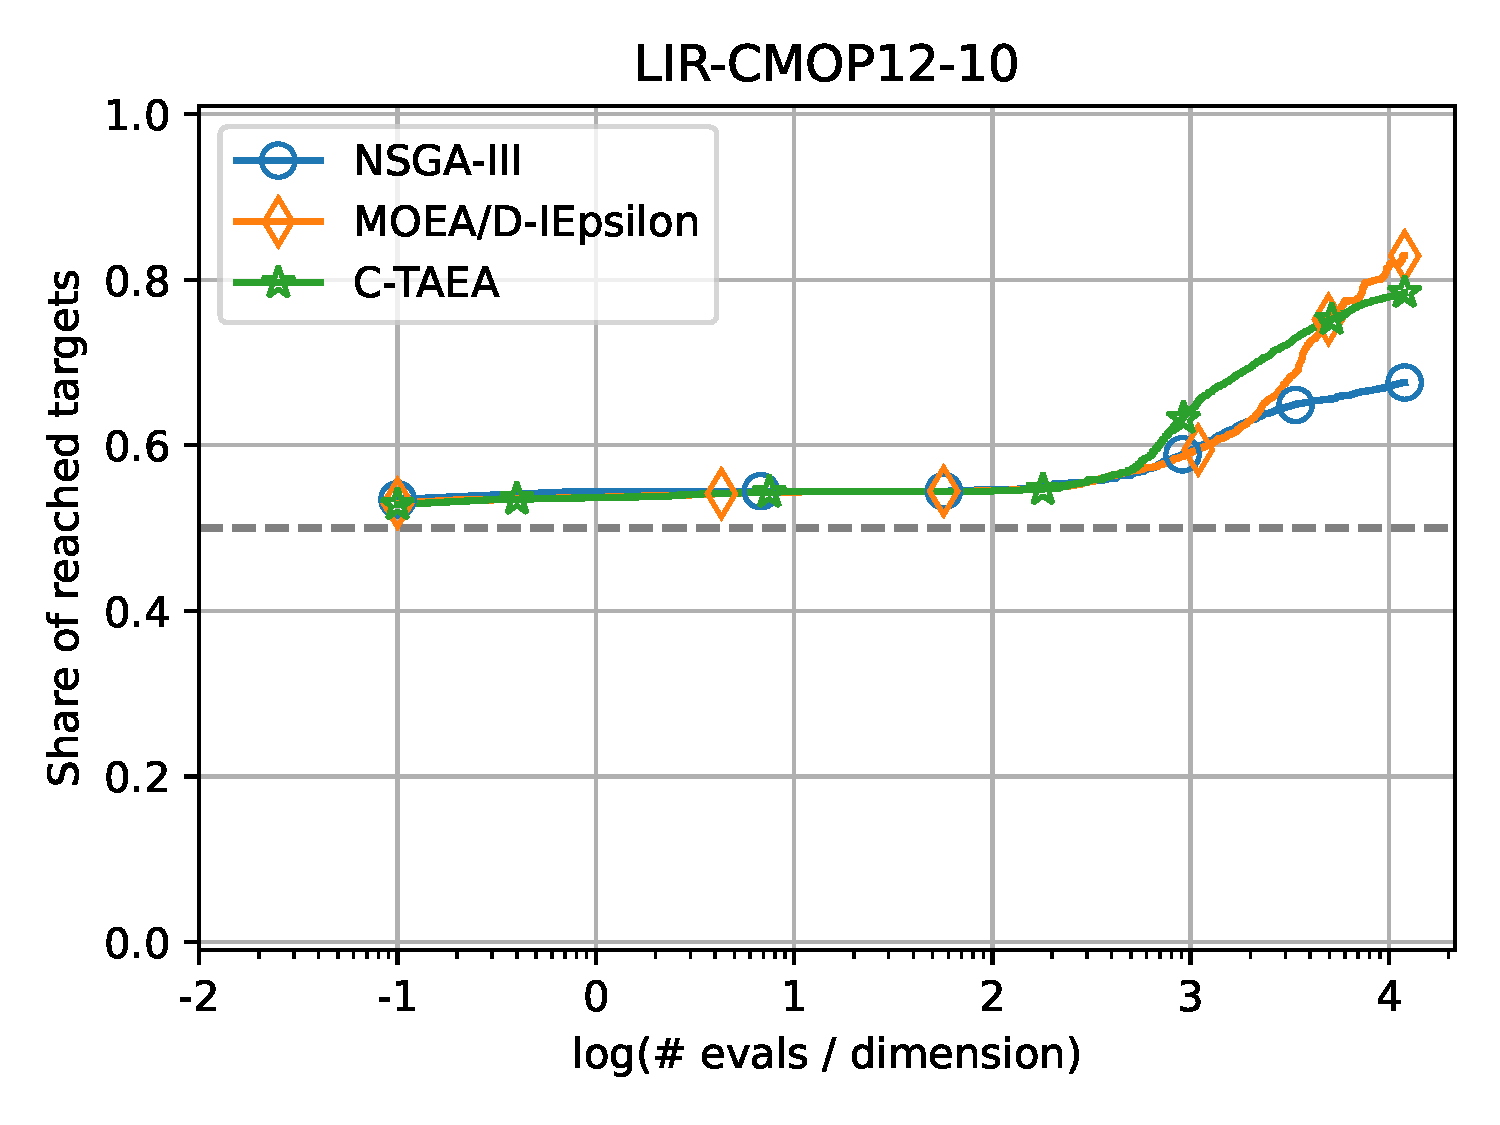 LIR-CMOP12-10
1.0
0.8
0.6
0.4
0.2
0.0
Share of reached targets
NSGA-III
MOEA/D-IEpsilon
C-TAEA
-2 -1 0 1 2 3 4
log(# evals / dimension)